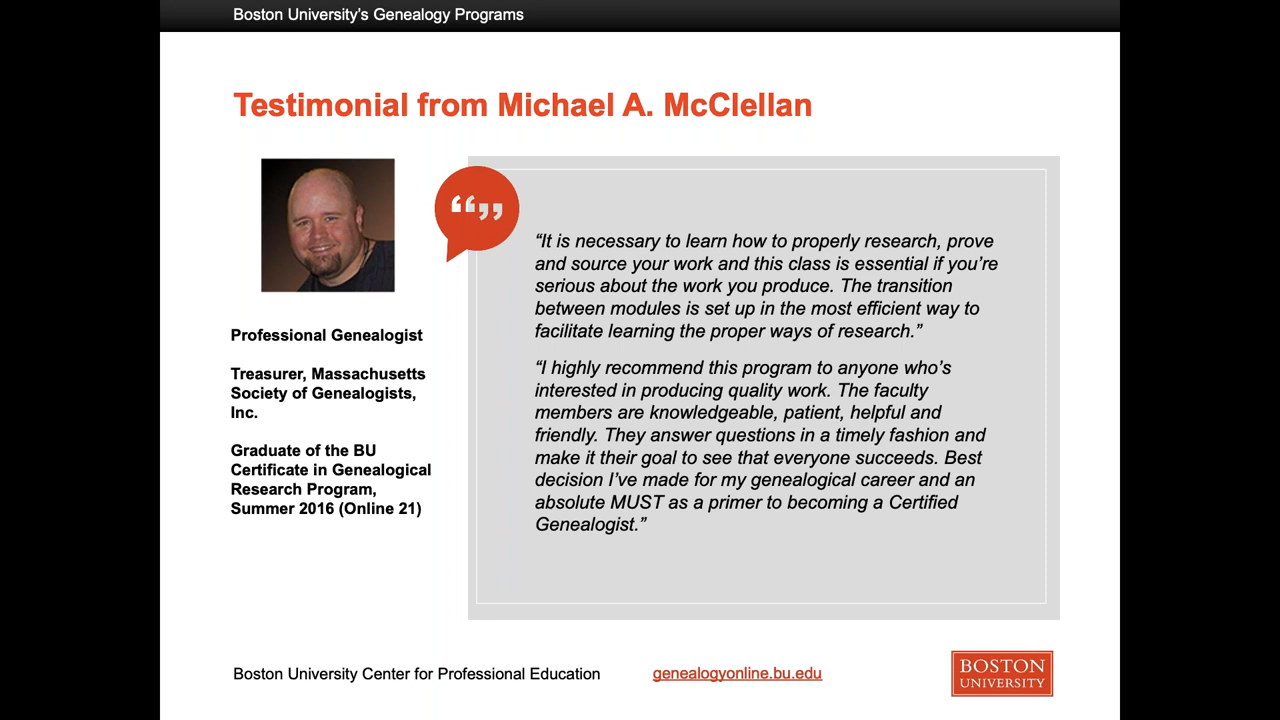 Boston University’s Genealogy Programs
Testimonial from Michael A. McClellan
Professional Genealogist
Treasurer, Massachusetts
Society of Genealogists,
Inc.
Graduate of the BU
Certificate in Genealogical
Research Program,
Summer 2016 (Online 21)
“It is necessary to learn how to properly research, prove
and source your work and this class is essential if you’re
serious about the work you produce. The transition
between modules is set up in the most efficient way to
facilitate learning the proper ways of research.”
“I highly recommend this program to anyone who’s
interested in producing quality work. The faculty
members are knowledgeable, patient, helpful and
friendly. They answer questions in a timely fashion and
make it their goal to see that everyone succeeds. Best
decision I’ve made for my genealogical career and an
absolute MUST as a primer to becoming a Certified
Genealogist.”
Boston University Center for Professional Education
genealogyonline.bu.edu
BOSTON
UNIVERSITY